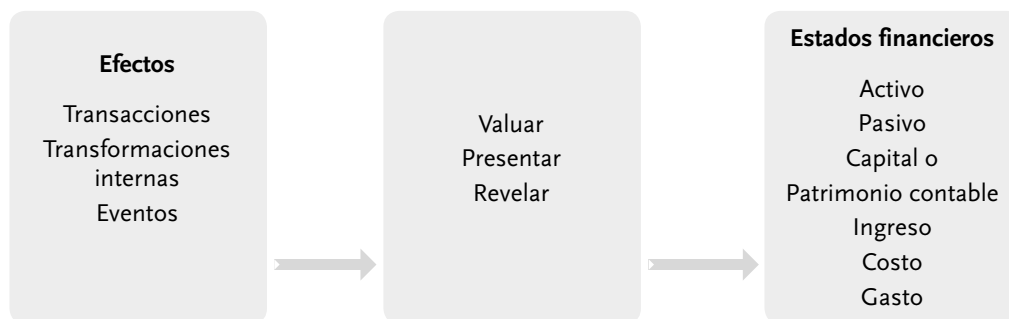 Efectos
Transacciones
Transformaciones
internas
Eventos
Valuar
Presentar
Revelar
Estados financieros
Activo
Pasivo
Capital o
Patrimonio contable
Ingreso
Costo
Gasto